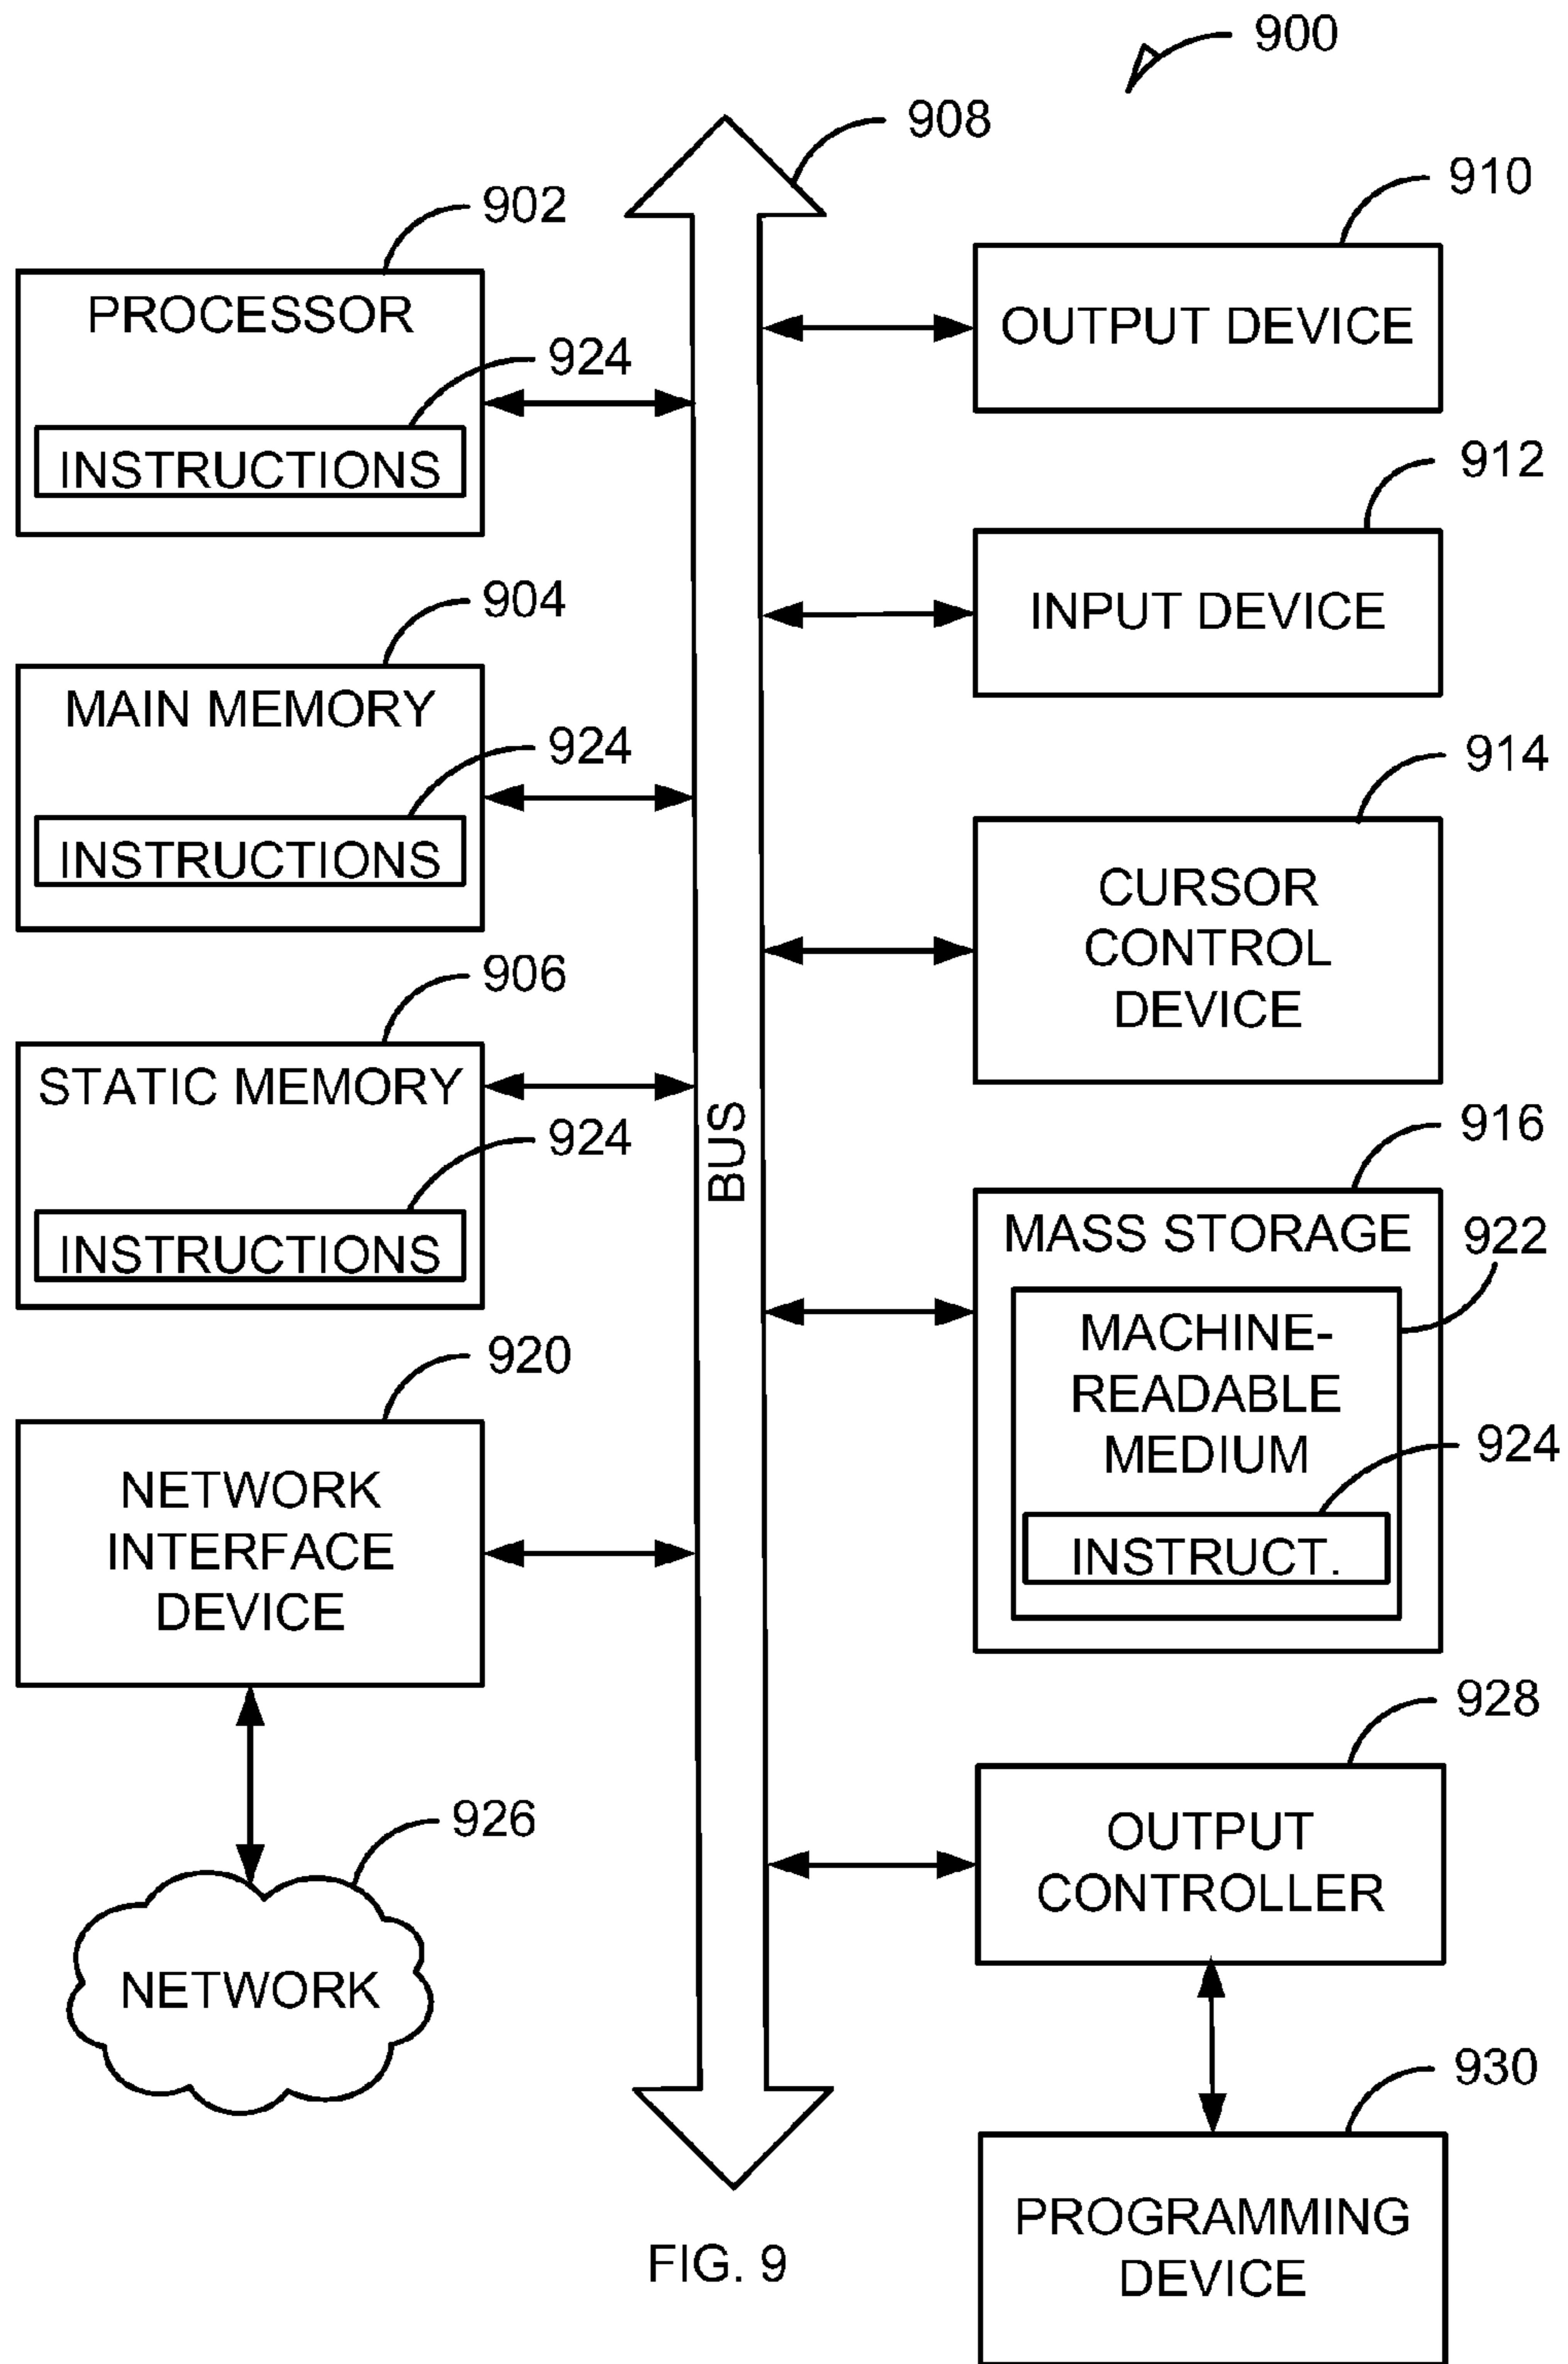 900
908
902
PROCESSOR
924
INSTRUCTIONS
904
MAIN MEMORY
924
INSTRUCTIONS
906
STATIC MEMORY
924
INSTRUCTIONS
920
NETWORK
INTERFACE
DEVICE
926
NETWORK
BUS
910
OUTPUT DEVICE
912
INPUT DEVICE
914
CURSOR
CONTROL
DEVICE
916
MASS STORAGE
922
MACHINE-
READABLE
MEDIUM
924
INSTRUCT.
928
OUTPUT
CONTROLLER
930
PROGRAMMING
DEVICE
FIG. 9